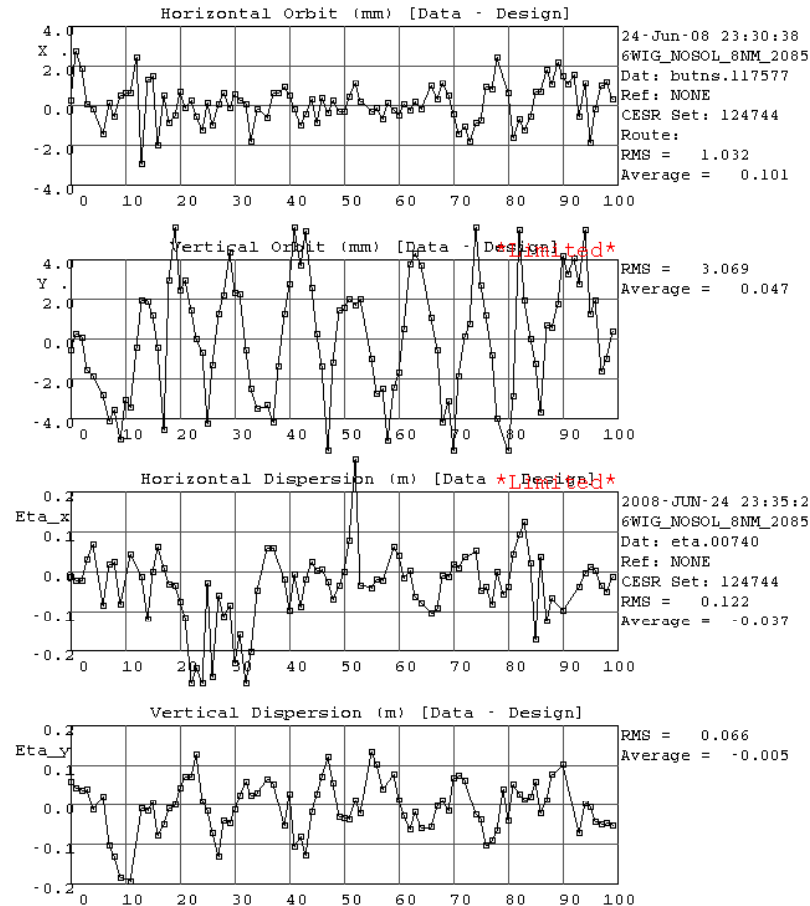 Horizontal Orbit (mm) [Data - Design]
4.0
X .
2.0
0.0
-2.0
-4.0
0 10 20 30 40 50 60 70 80 90 100
24-Jun-08 23:30:38
6WIG_NOSOL_8NM_2085
Dat: butns.117577
Ref: NONE
CESR Set: 124744
Route:
RMS = 1.032
Average = 0.101
Vertical Orbit (mm) [Data - Design]
*Limited*
4.0
Y .
2.0
0.0
-2.0
-4.0
0 10 20 30 40 50 60 70 80 90 100
RMS = 3.069
Average = 0.047
Horizontal Dispersion (m) [Data - Design]
*Limited*
0.2
Eta_x
0.1
0.0
-0.1
-0.2
0 10 20 30 40 50 60 70 80 90 100
2008-JUN-24 23:35:2
6WIG_NOSOL_8NM_2085
Dat: eta.00740
Ref: NONE
CESR Set: 124744
RMS = 0.122
Average = -0.037
Vertical Dispersion (m) [Data - Design]
0.2
Eta_y
0.1
0.0
-0.1
-0.2
0 10 20 30 40 50 60 70 80 90 100
RMS = 0.066
Average = -0.005